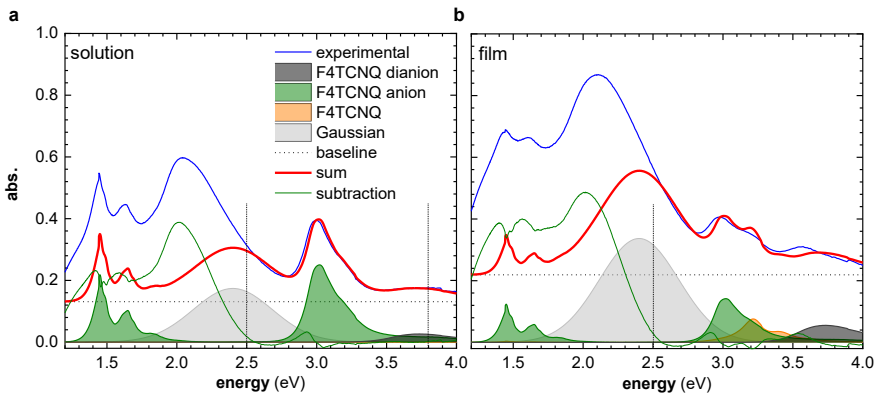 a
b
solution
film
experimental
F4TCNQ dianion
F4TCNQ anion
F4TCNQ
Gaussian
baseline
sum
subtraction
abs.
1.0
0.8
0.6
0.4
0.2
0.0
1.5 2.0 2.5 3.0 3.5 4.0
1.5 2.0 2.5 3.0 3.5 4.0
energy (eV)
energy (eV)